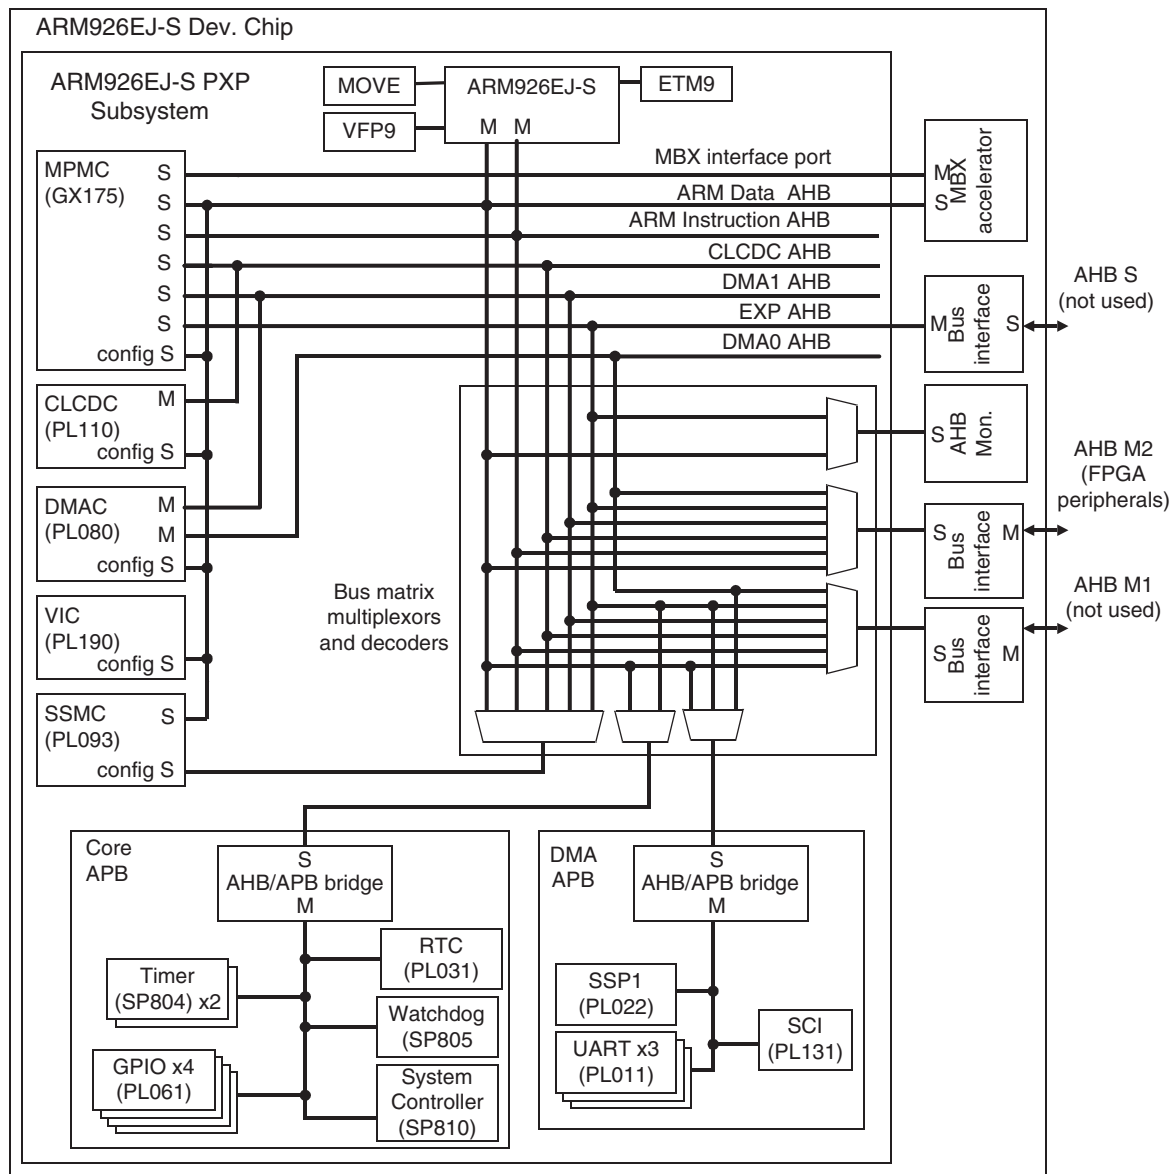 ARM926EJ-S Dev. Chip
ARM926EJ-S PXP
Subsystem
MOVE
VFP9
ARM926EJ-S
M M
ETM9
MPMC
(GX175)
S
S
S
S
S
S
config S
MBX interface port
ARM Data AHB
ARM Instruction AHB
CLCDC AHB
DMA1 AHB
EXP AHB
DMA0 AHB
M
S
MBX
accelerator
M
Bus
interface
S
AHB S
(not used)
CLCDC
(PL110)
M
config S
S
AHB
Mon.
DMAC
(PL080)
M
M
config S
S
Bus
interface
M
AHB M2
(FPGA
peripherals)
VIC
(PL190)
config S
Bus matrix
multiplexors
and decoders
S
Bus
interface
M
AHB M1
(not used)
SSMC
(PL093)
S
config S
Core
APB
S
AHB/APB bridge
M
RTC
(PL031)
Timer
(SP804) x2
Watchdog
(SP805
GPIO x4
(PL061)
System
Controller
(SP810)
DMA
APB
S
AHB/APB bridge
M
SSP1
(PL022)
SCI
(PL131)
UART x3
(PL011)